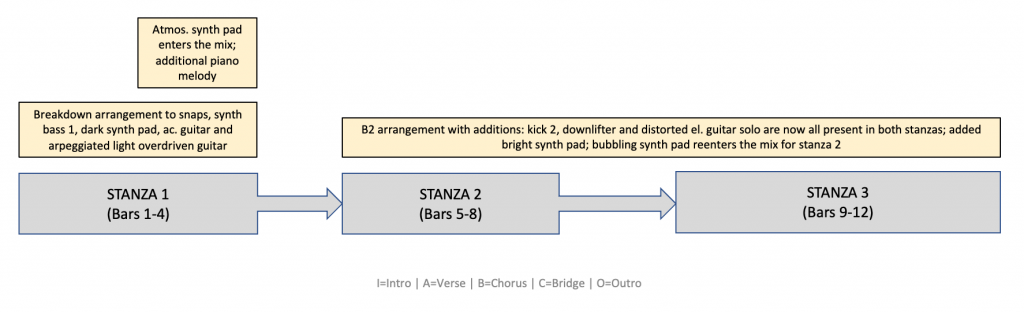 Atmos. synth pad
enters the mix;
additional piano
melody
Breakdown arrangement to snaps, synth
bass 1, dark synth pad, ac. guitar and
arpeggiated light overdriven guitar
B2 arrangement with additions: kick 2, downlifter and distorted el. guitar solo are now all present in both stanzas; added
bright synth pad; bubbling synth pad reenters the mix for stanza 2
STANZA 1
(Bars 1-4)
STANZA 2
(Bars 5-8)
STANZA 3
(Bars 9-12)
I=Intro | A=Verse | B=Chorus | C=Bridge | O=Outro